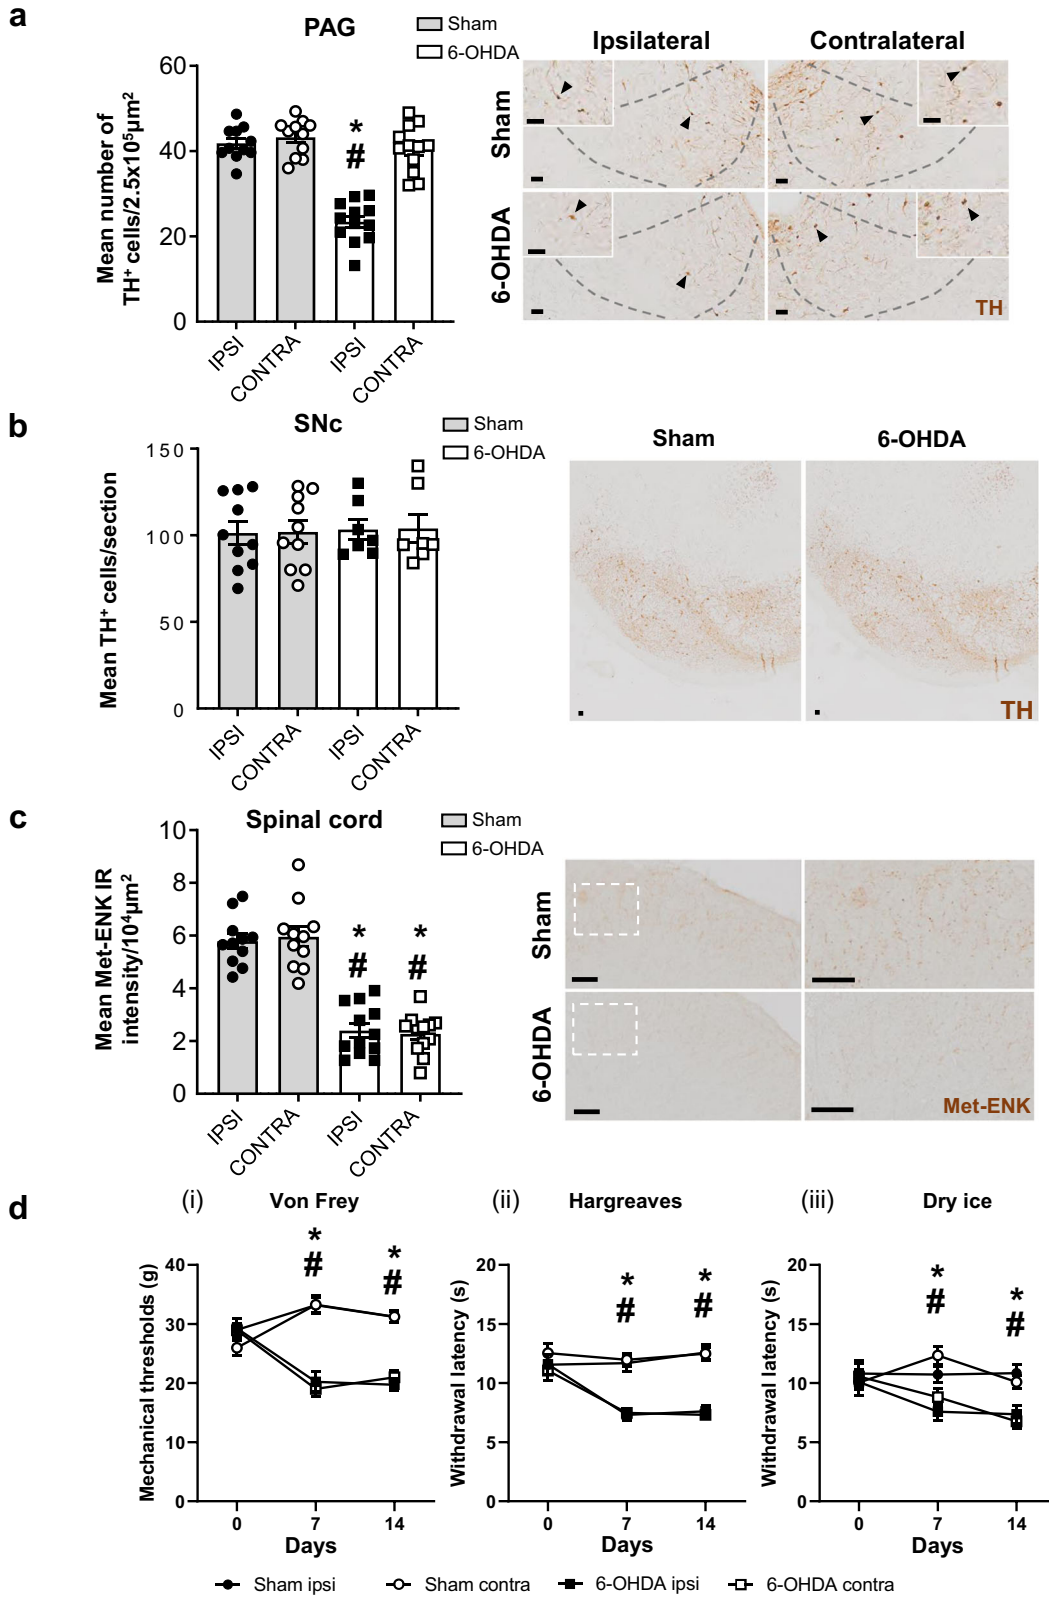 a
PAG
Sham
6-OHDA
Ipsilateral
Contralateral
Mean number of
TH⁺ cells/2.5x10⁵µm²
60
40
20
0
*
#
IPSI
CONTRA
IPSI
CONTRA
Sham
6-OHDA
TH
b
SNc
Sham
6-OHDA
Sham
6-OHDA
Mean TH⁺ cells/section
150
100
50
0
IPSI
CONTRA
IPSI
CONTRA
TH
c
Spinal cord
Sham
6-OHDA
Mean Met-ENK IR
intensity/10⁴µm²
10
8
6
4
2
0
* *
# #
IPSI
CONTRA
IPSI
CONTRA
Sham
6-OHDA
Met-ENK
d
(i) Von Frey
Mechanical thresholds (g)
40
30
20
10
0
* *
# #
0 7 14
Days
(ii) Hargreaves
Withdrawal latency (s)
20
15
10
5
0
* *
# #
0 7 14
Days
(iii) Dry ice
Withdrawal latency (s)
20
15
10
5
0
* *
# #
0 7 14
Days
Sham ipsi Sham contra 6-OHDA ipsi 6-OHDA contra